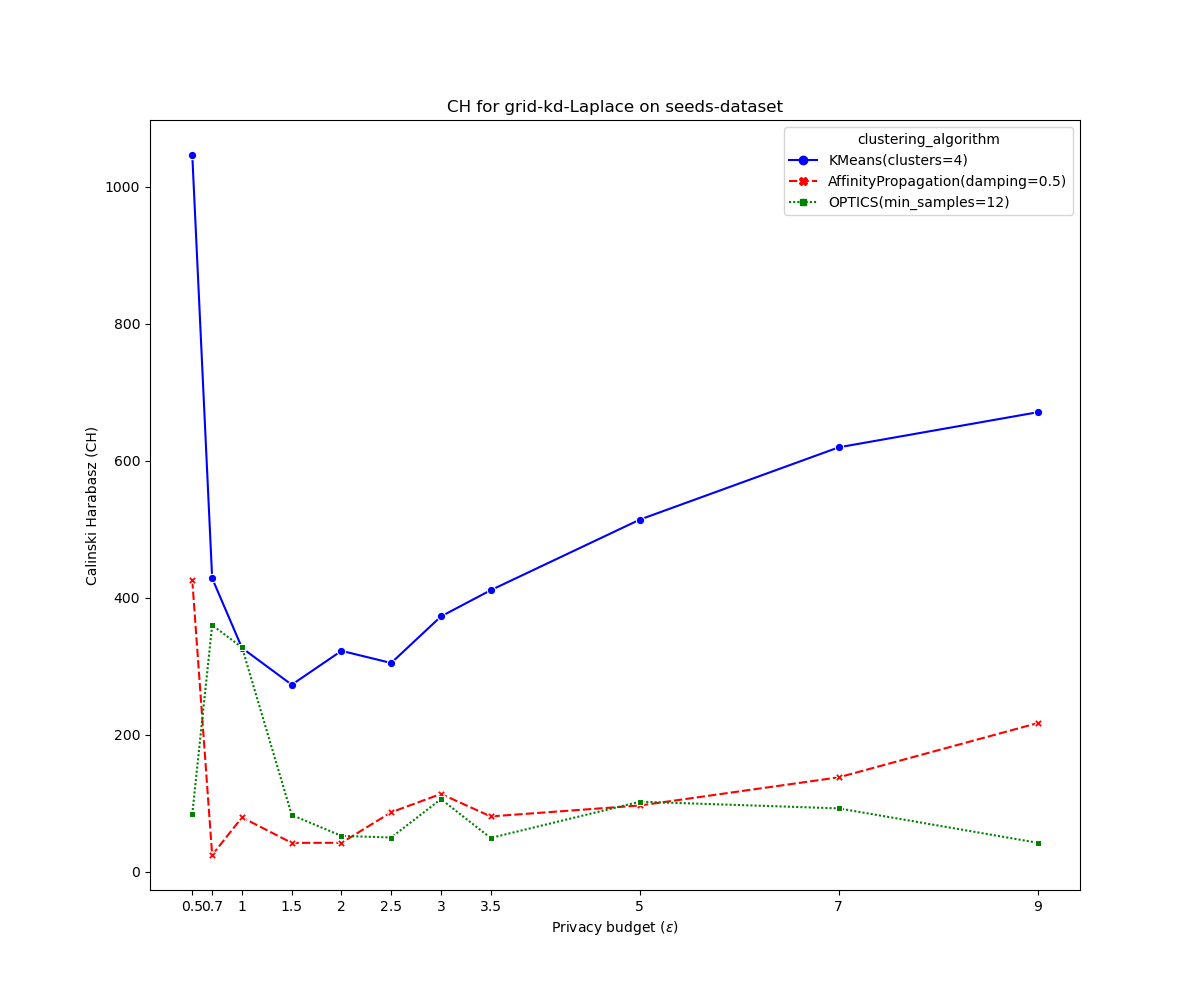 CH for grid-kd-Laplace on seeds-dataset
clustering_algorithm
KMeans(clusters=4)
AffinityPropagation(damping=0.5)
OPTICS(min_samples=12)
Calinski Harabasz (CH)
1000
800
600
400
200
0
0.5 0.7 1 1.5 2 2.5 3 3.5 5 7 9
Privacy budget (ε)